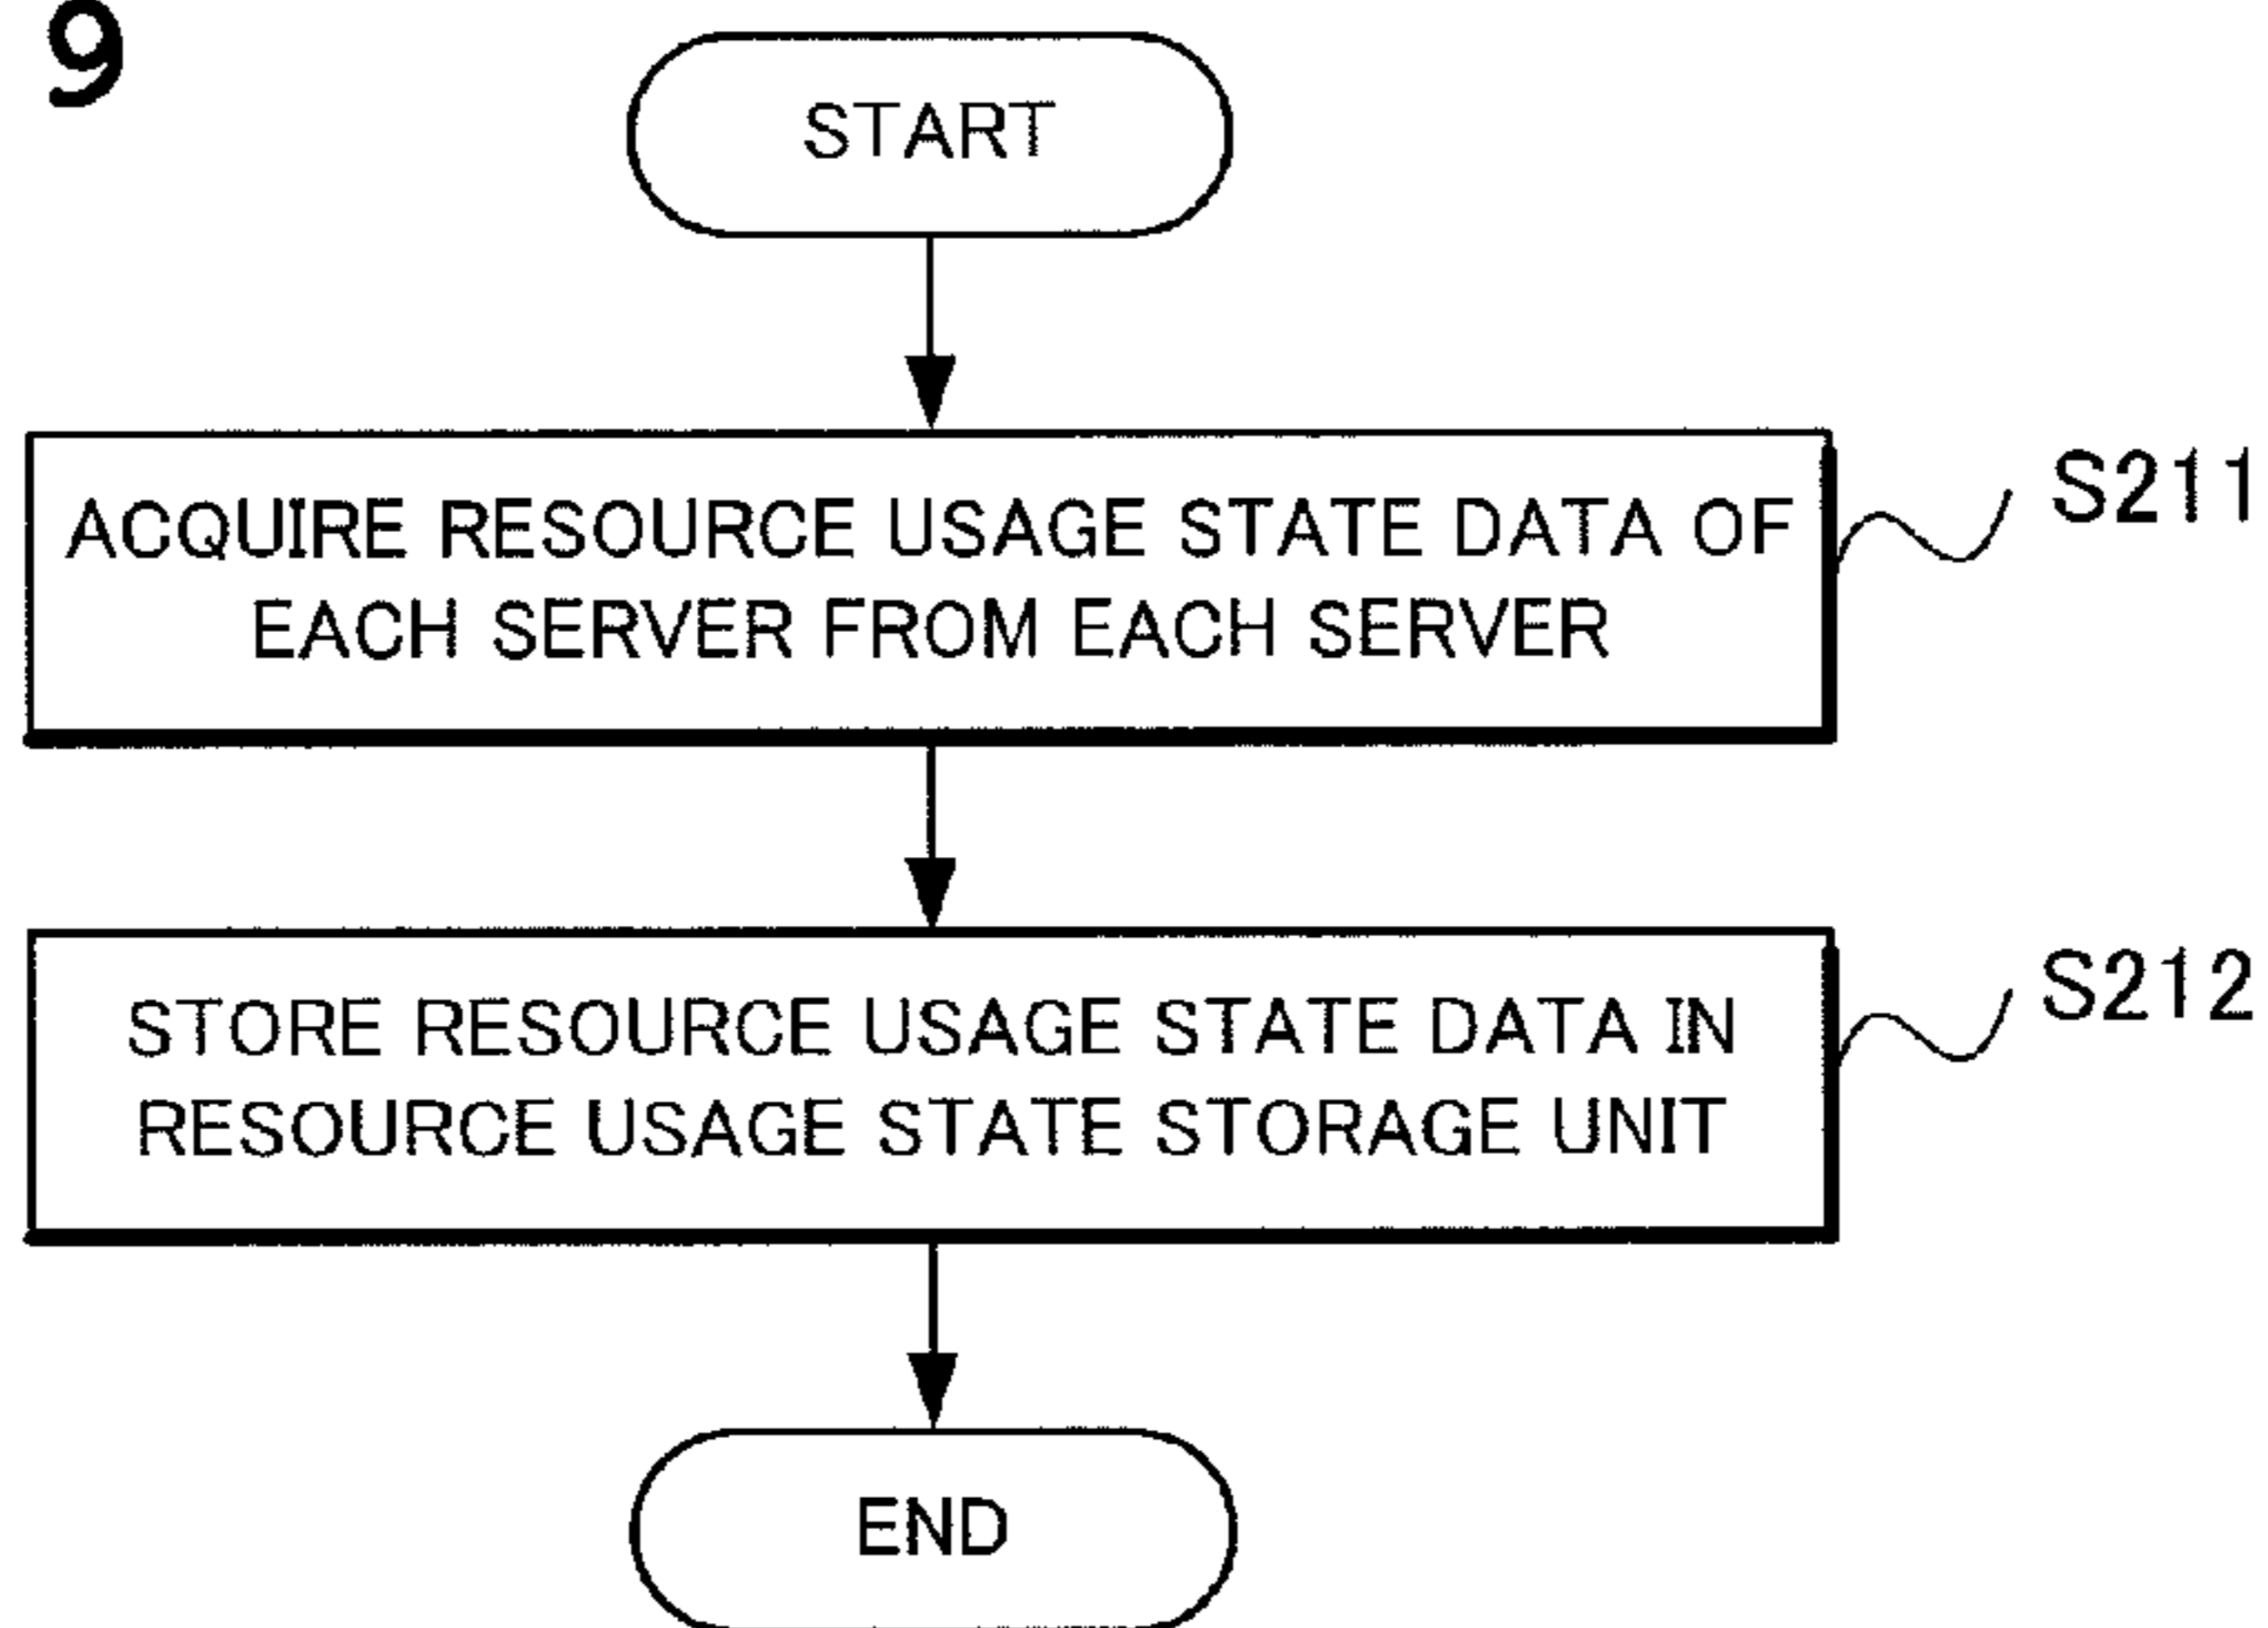 9
START
ACQUIRE RESOURCE USAGE STATE DATA OF
EACH SERVER FROM EACH SERVER
S211
STORE RESOURCE USAGE STATE DATA IN
RESOURCE USAGE STATE STORAGE UNIT
S212
END